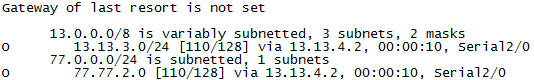 Gateway of last resort is not set
13.0.0.0/8 is variably subnetted, 3 subnets, 2 masks
O 13.13.3.0/24 [110/128] via 13.13.4.2, 00:00:10, Serial2/0
77.0.0.0/24 is subnetted, 1 subnets
O 77.77.2.0 [110/128] via 13.13.4.2, 00:00:10, Serial2/0